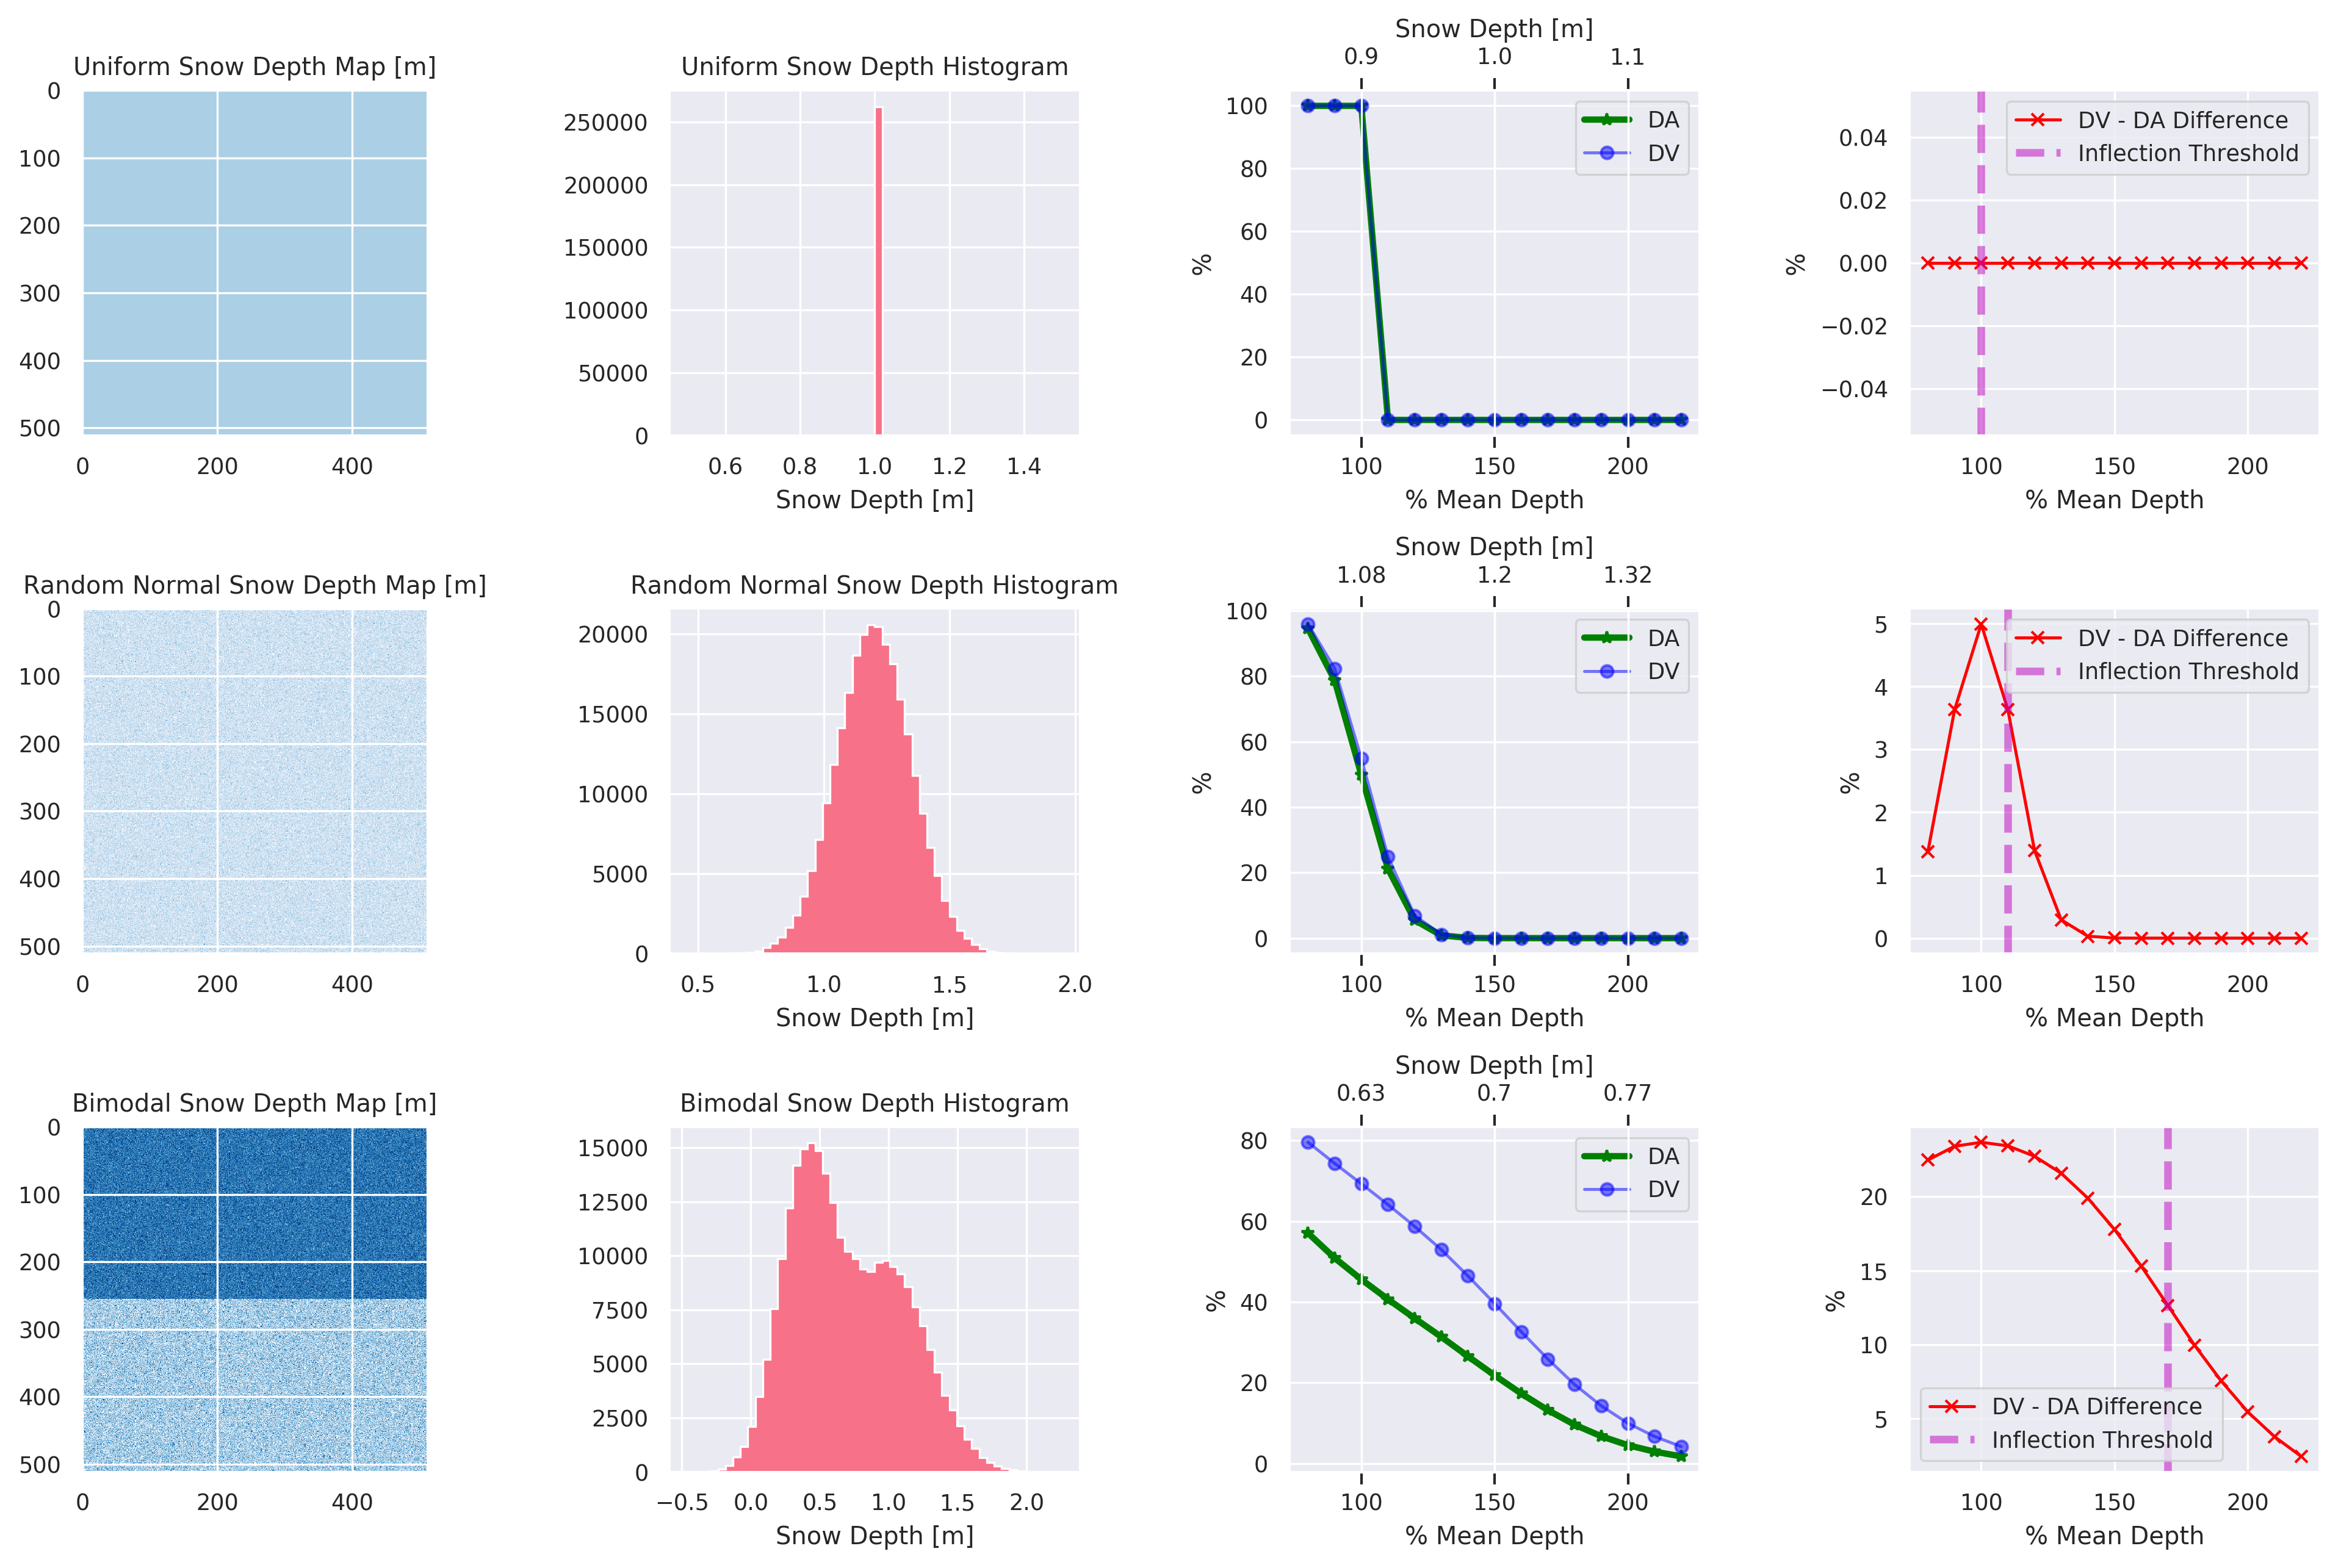 Snow Depth [m]
0.9 1.0 1.1
Uniform Snow Depth Map [m]
0
100
200
300
400
500
0 200 400
Uniform Snow Depth Histogram
250000
200000
150000
100000
50000
0
0.6 0.8 1.0 1.2 1.4
Snow Depth [m]
100
80
60
40
20
0
%
DA
DV
100 150 200
% Mean Depth
0.04
0.02
0.00
−0.02
−0.04
%
DV - DA Difference
Inflection Threshold
100 150 200
% Mean Depth
Snow Depth [m]
1.08 1.2 1.32
Random Normal Snow Depth Map [m]
0
100
200
300
400
500
0 200 400
Random Normal Snow Depth Histogram
20000
15000
10000
5000
0
0.5 1.0 1.5 2.0
Snow Depth [m]
100
80
60
40
20
0
%
DA
DV
100 150 200
% Mean Depth
5
4
3
2
1
0
%
DV - DA Difference
Inflection Threshold
100 150 200
% Mean Depth
Snow Depth [m]
0.63 0.7 0.77
Bimodal Snow Depth Map [m]
0
100
200
300
400
500
0 200 400
Bimodal Snow Depth Histogram
15000
12500
10000
7500
5000
2500
0
−0.5 0.0 0.5 1.0 1.5 2.0
Snow Depth [m]
80
60
40
20
0
%
DA
DV
100 150 200
% Mean Depth
20
15
10
5
%
DV - DA Difference
Inflection Threshold
100 150 200
% Mean Depth